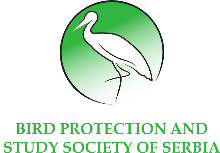 BIRD PROTECTION AND
STUDY SOCIETY OF SERBIA